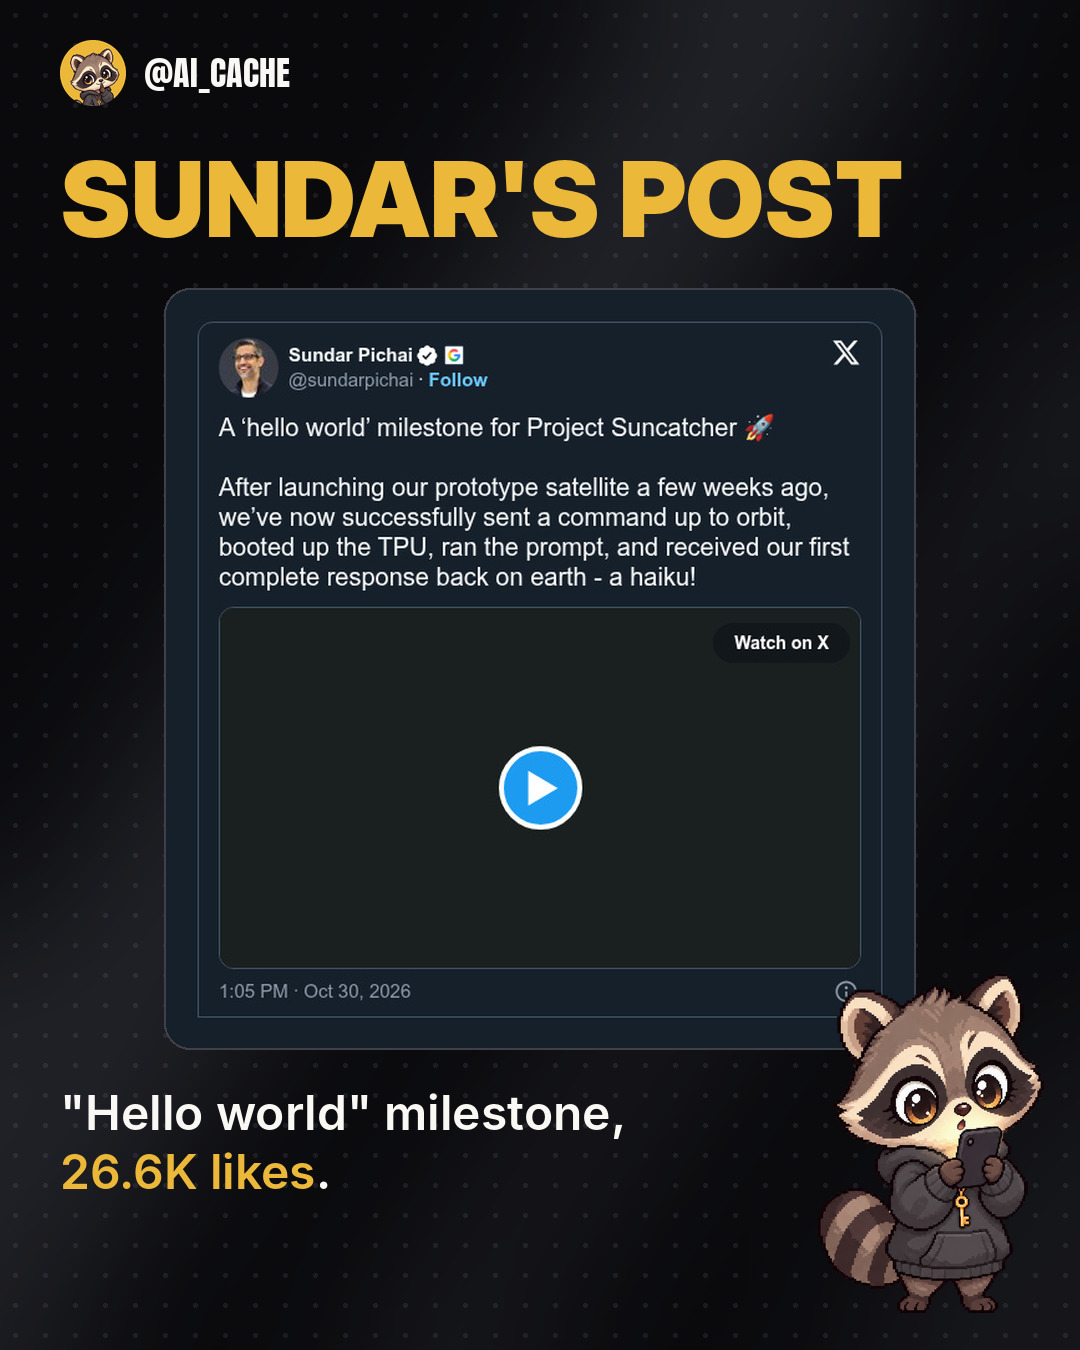 @AI_CACHE
SUNDAR'S POST
Sundar Pichai
@sundarpichai · Follow
A ‘hello world’ milestone for Project Suncatcher 🚀
After launching our prototype satellite a few weeks ago,
we’ve now successfully sent a command up to orbit,
booted up the TPU, ran the prompt, and received our first
complete response back on earth - a haiku!
Watch on X
1:05 PM · Oct 30, 2026
"Hello world" milestone,
26.6K likes.